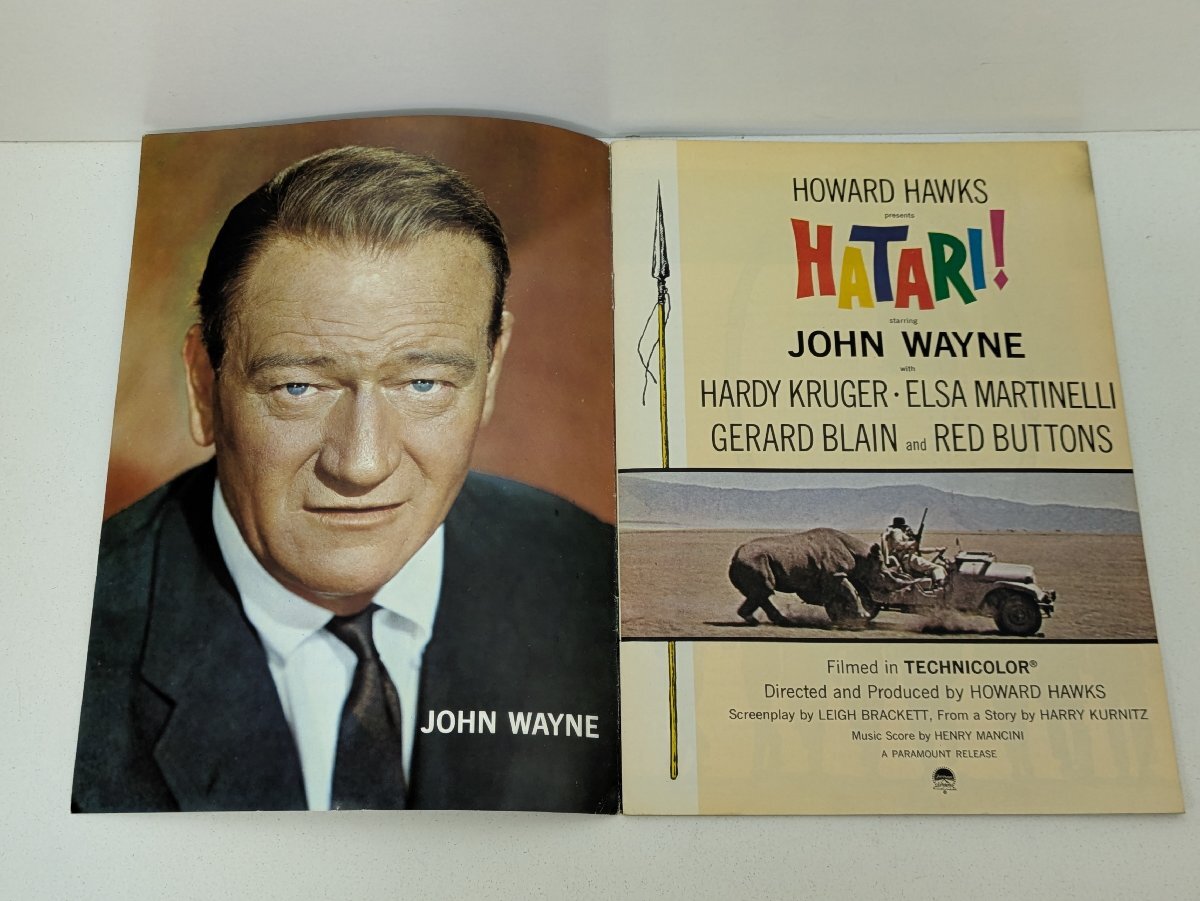 JOHN WAYNE
HOWARD HAWKS
presents
HATARI!
starring
JOHN WAYNE
with
HARDY KRUGER · ELSA MARTINELLI
GERARD BLAIN and RED BUTTONS
Filmed in TECHNICOLOR®
Directed and Produced by HOWARD HAWKS
Screenplay by LEIGH BRACKETT, From a Story by HARRY KURNITZ
Music Score by HENRY MANCINI
A PARAMOUNT RELEASE